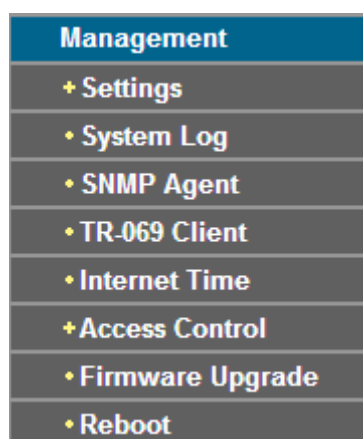 Management
+ Settings
• System Log
• SNMP Agent
• TR-069 Client
• Internet Time
+ Access Control
• Firmware Upgrade
• Reboot